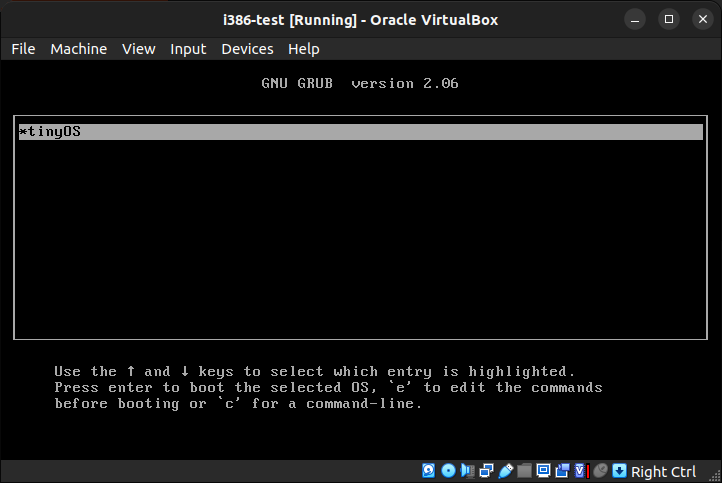 i386-test [Running] - Oracle VirtualBox
File Machine View Input Devices Help
GNU GRUB  version 2.06
*tinyOS
Use the ↑ and ↓ keys to select which entry is highlighted.
Press enter to boot the selected OS, `e' to edit the commands
before booting or `c' for a command-line.
Right Ctrl